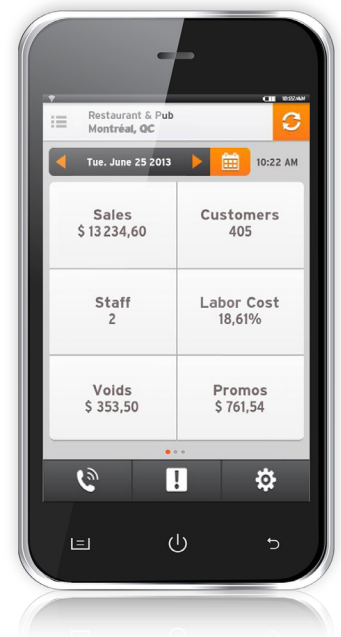 10:22 AM
Restaurant & Pub
Montréal, QC
Tue. June 25 2013
10:22 AM
Sales
$ 13 234,60
Customers
405
Staff
2
Labor Cost
18,61%
Voids
$ 353,50
Promos
$ 761,54